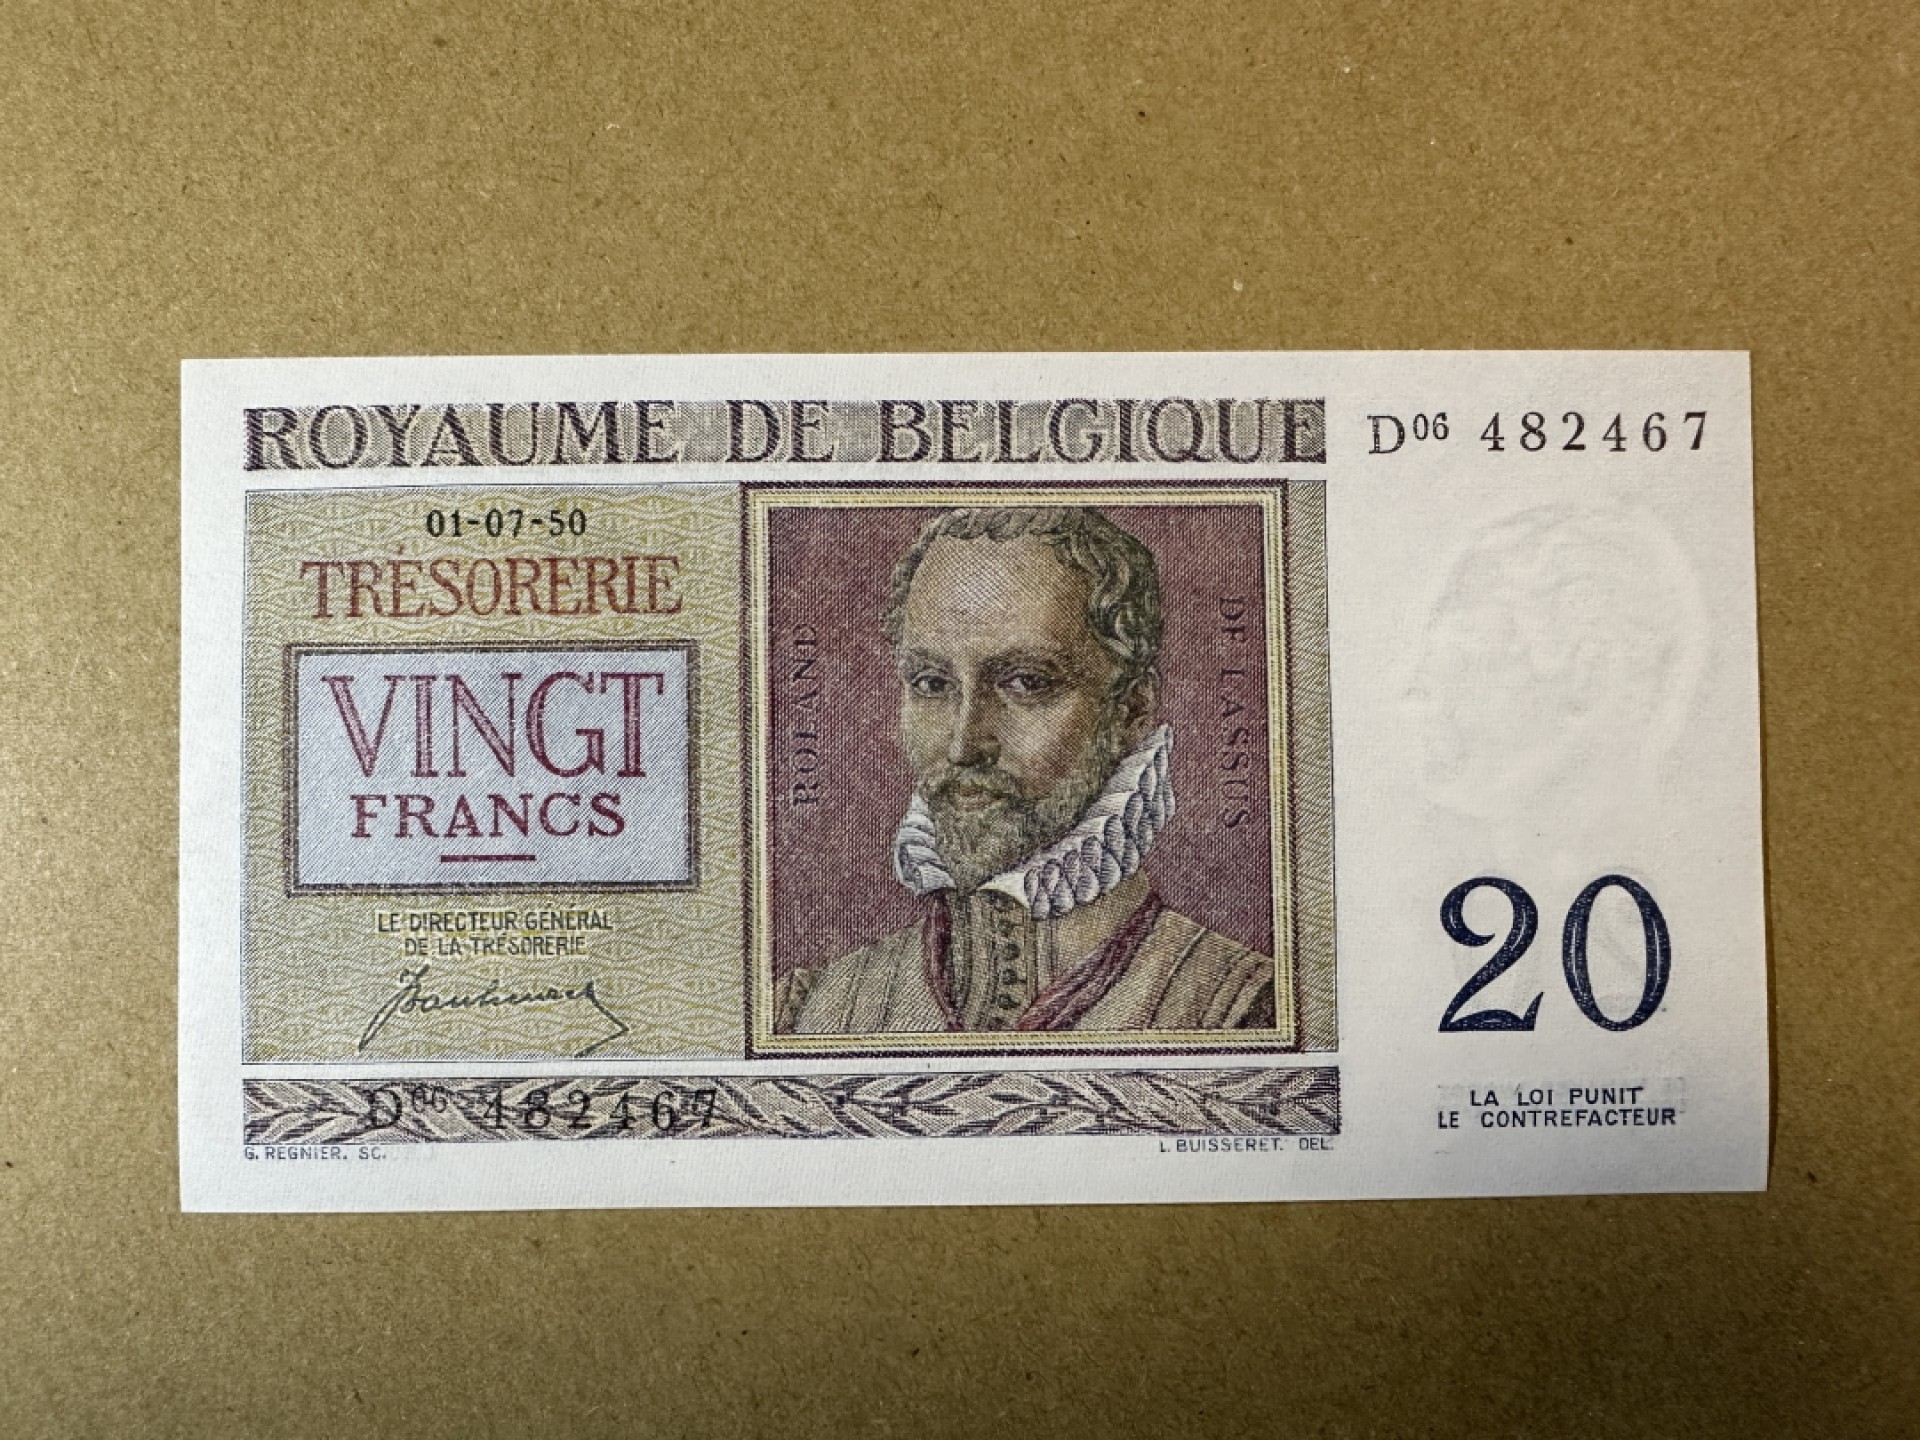 ROYAUME DE BELGIQUE
D06 482467
01-07-50
TRÉSORERIE
VINGT
FRANCS
LE DIRECTEUR GÉNÉRAL
DE LA TRÉSORERIE
ROLAND
DE LASSUS
20
LA LOI PUNIT
LE CONTREFACTEUR
D06 482467
G. REGNIER. SC.
L. BUISSERET. DEL.